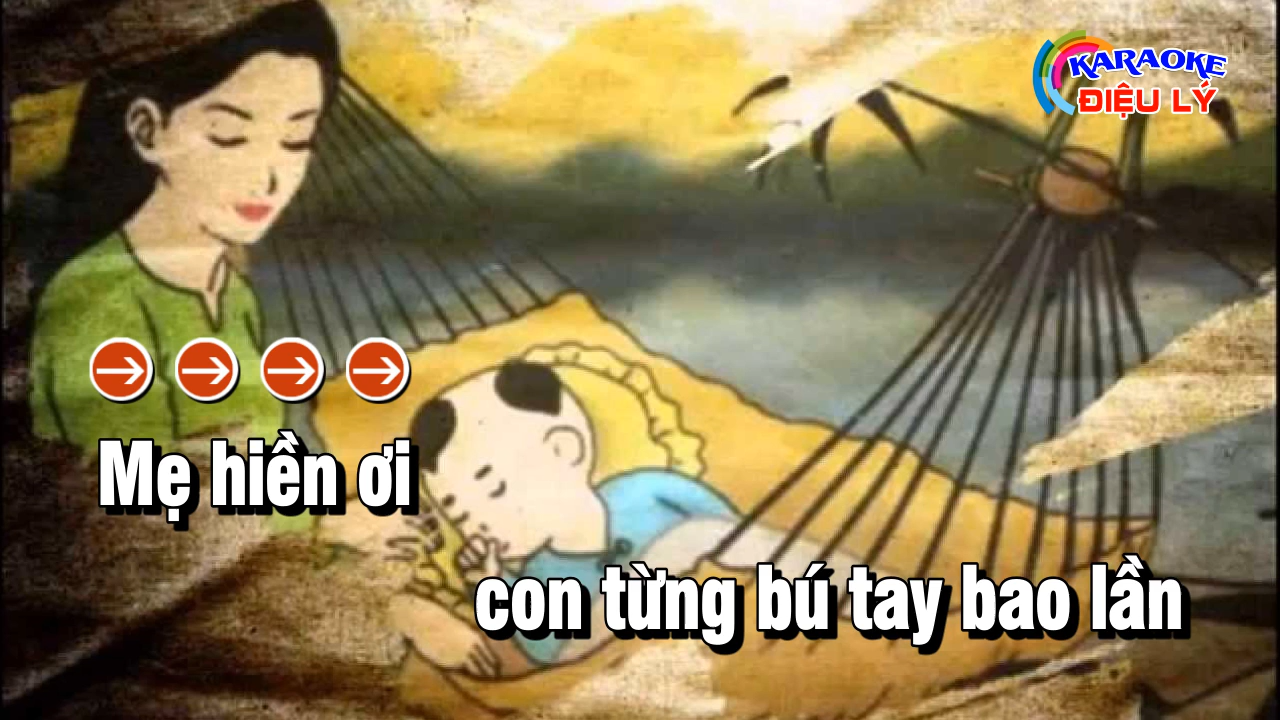 KARAOKE
ĐIỆU LÝ
Mẹ hiền ơi
con từng bú tay bao lần